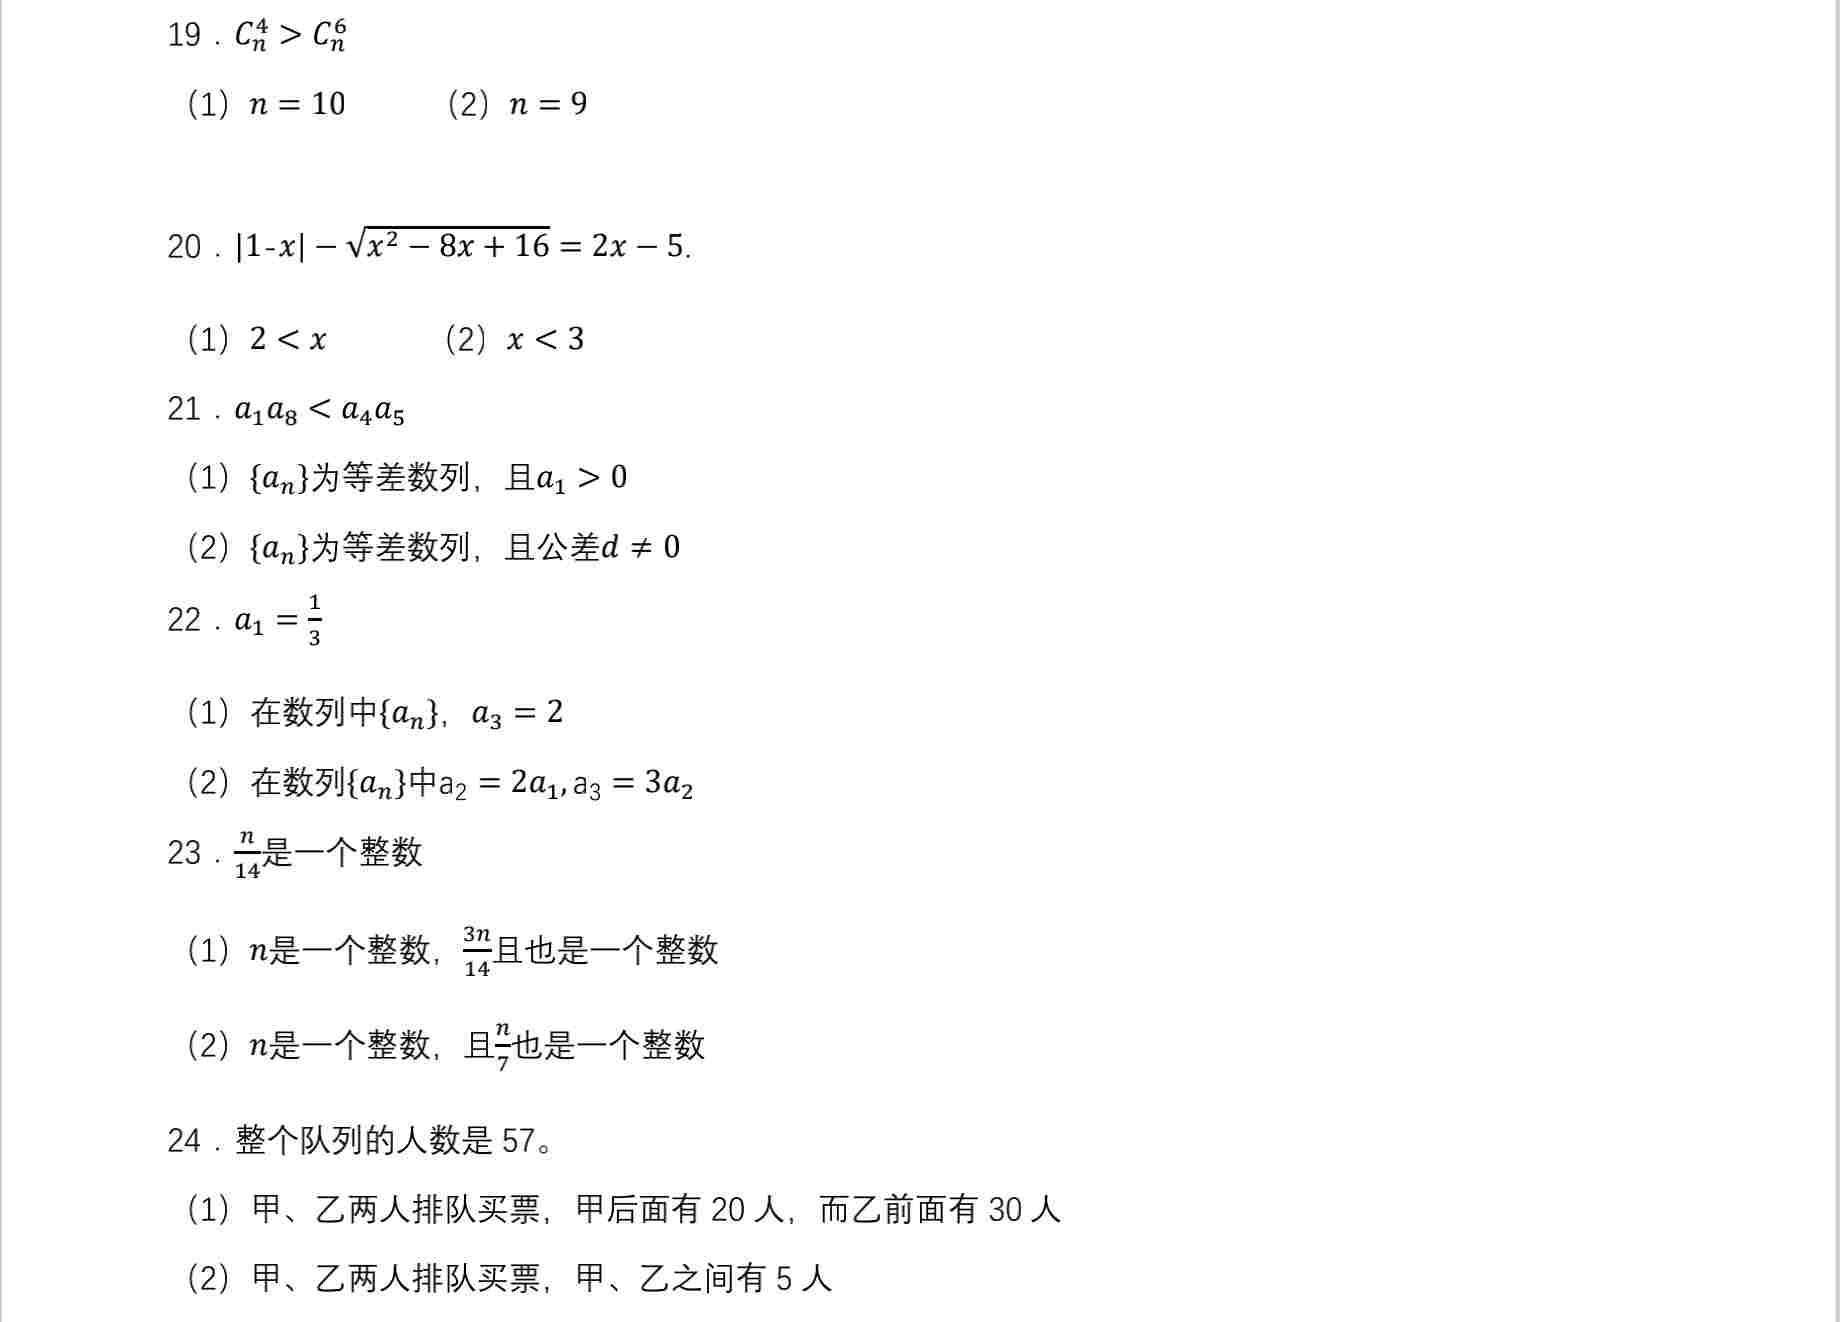 19．$C_n^4 > C_n^6$
（1）$n = 10$ （2）$n = 9$
20．$|1-x| - \sqrt{x^2 - 8x + 16} = 2x - 5$.
（1）$2 < x$ （2）$x < 3$
21．$a_1a_8 < a_4a_5$
（1）$\{a_n\}$为等差数列，且$a_1 > 0$
（2）$\{a_n\}$为等差数列，且公差$d \neq 0$
22．$a_1 = \frac{1}{3}$
（1）在数列中$\{a_n\}$，$a_3 = 2$
（2）在数列$\{a_n\}$中$a_2 = 2a_1, a_3 = 3a_2$
23．$\frac{n}{14}$是一个整数
（1）$n$是一个整数，$\frac{3n}{14}$且也是一个整数
（2）$n$是一个整数，且$\frac{n}{7}$也是一个整数
24．整个队列的人数是 57。
（1）甲、乙两人排队买票，甲后面有 20 人，而乙前面有 30 人
（2）甲、乙两人排队买票，甲、乙之间有 5 人